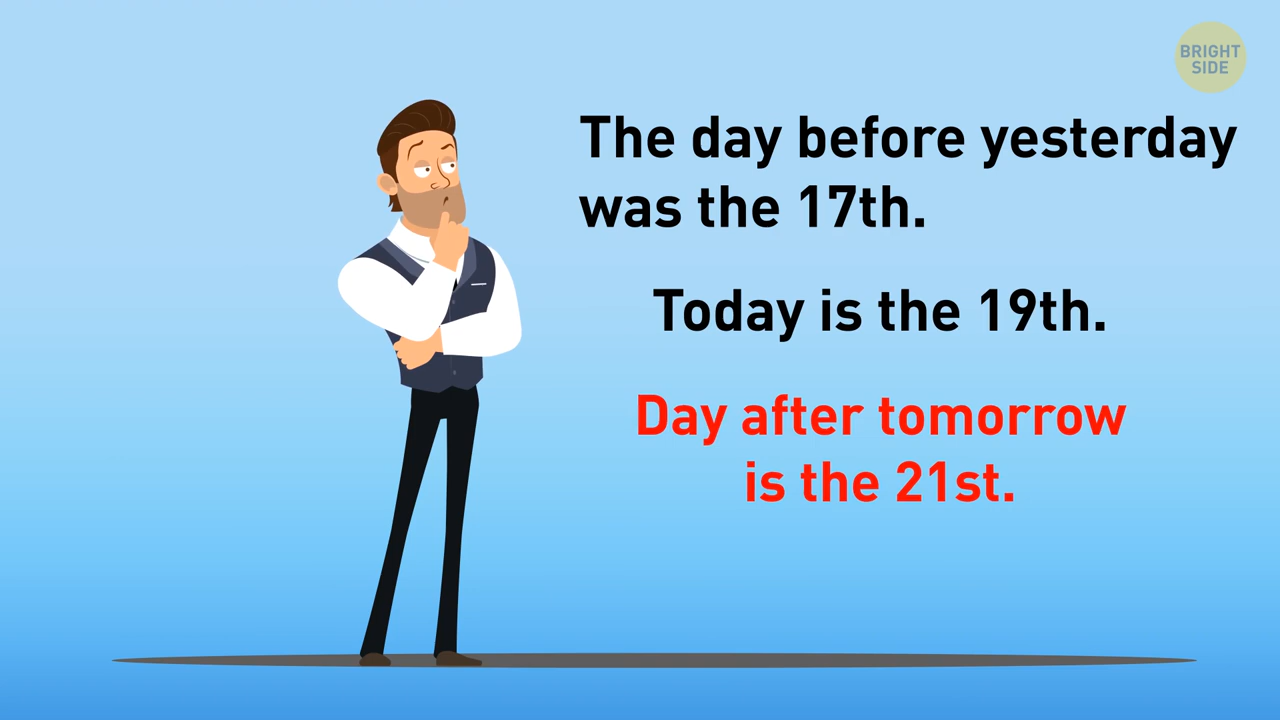 BRIGHT
SIDE
The day before yesterday
was the 17th.
Today is the 19th.
Day after tomorrow
is the 21st.